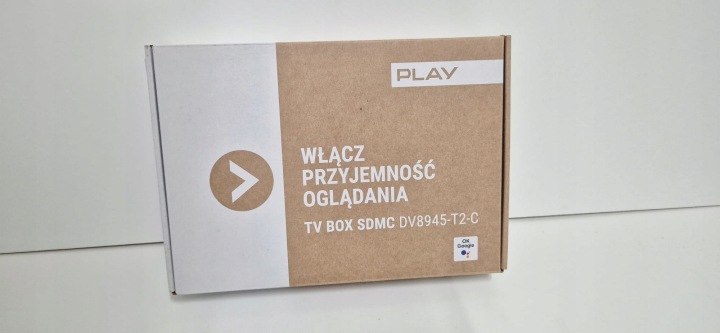 PLAY
WŁĄCZ
PRZYJEMNOŚĆ
OGLĄDANIA
TV BOX SDMC DV8945-T2-C
OK
Google